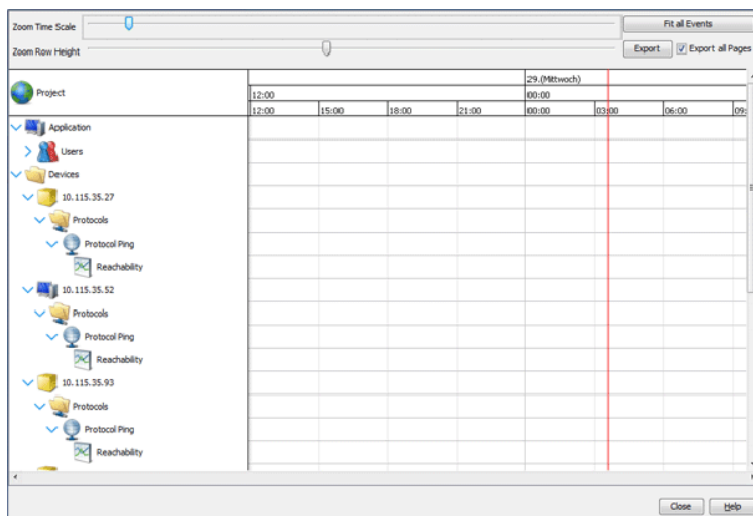 Zoom Time Scale
Fit all Events
Zoom Row Height
Export
Export all Pages
Project
29.(Mittwoch)
12:00
00:00
12:00 15:00 18:00 21:00 00:00 03:00 06:00 09:
Application
Users
Devices
10.115.35.27
Protocols
Protocol Ping
Reachability
10.115.35.52
Protocols
Protocol Ping
Reachability
10.115.35.93
Protocols
Protocol Ping
Reachability
Close
Help